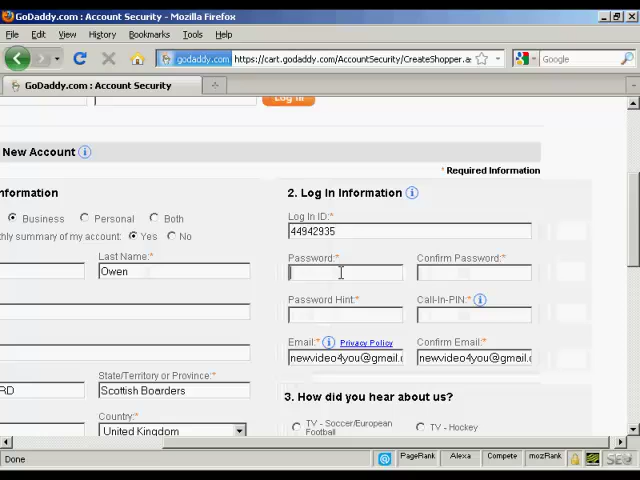 GoDaddy.com: Account Security - Mozilla Firefox
File Edit View History Bookmarks Tools Help
godaddy.com https://cart.godaddy.com/AccountSecurity/CreateShopper.as Google
GoDaddy.com: Account Security
Log In
New Account
* Required Information
nformation
2. Log In Information
Business Personal Both
Log In ID:*
thly summary of my account: Yes No
44942935
Last Name:*
Password:* Confirm Password:*
Owen
Password Hint:* Call-In-PIN:*
Email:* Privacy Policy Confirm Email:*
newvideo4you@gmail.c newvideo4you@gmail.com
State/Territory or Province:*
RD Scottish Boarders
3. How did you hear about us?
Country:*
United Kingdom
TV - Soccer/European Football
TV - Hockey
Done PageRank Alexa Compete mozRank SEO